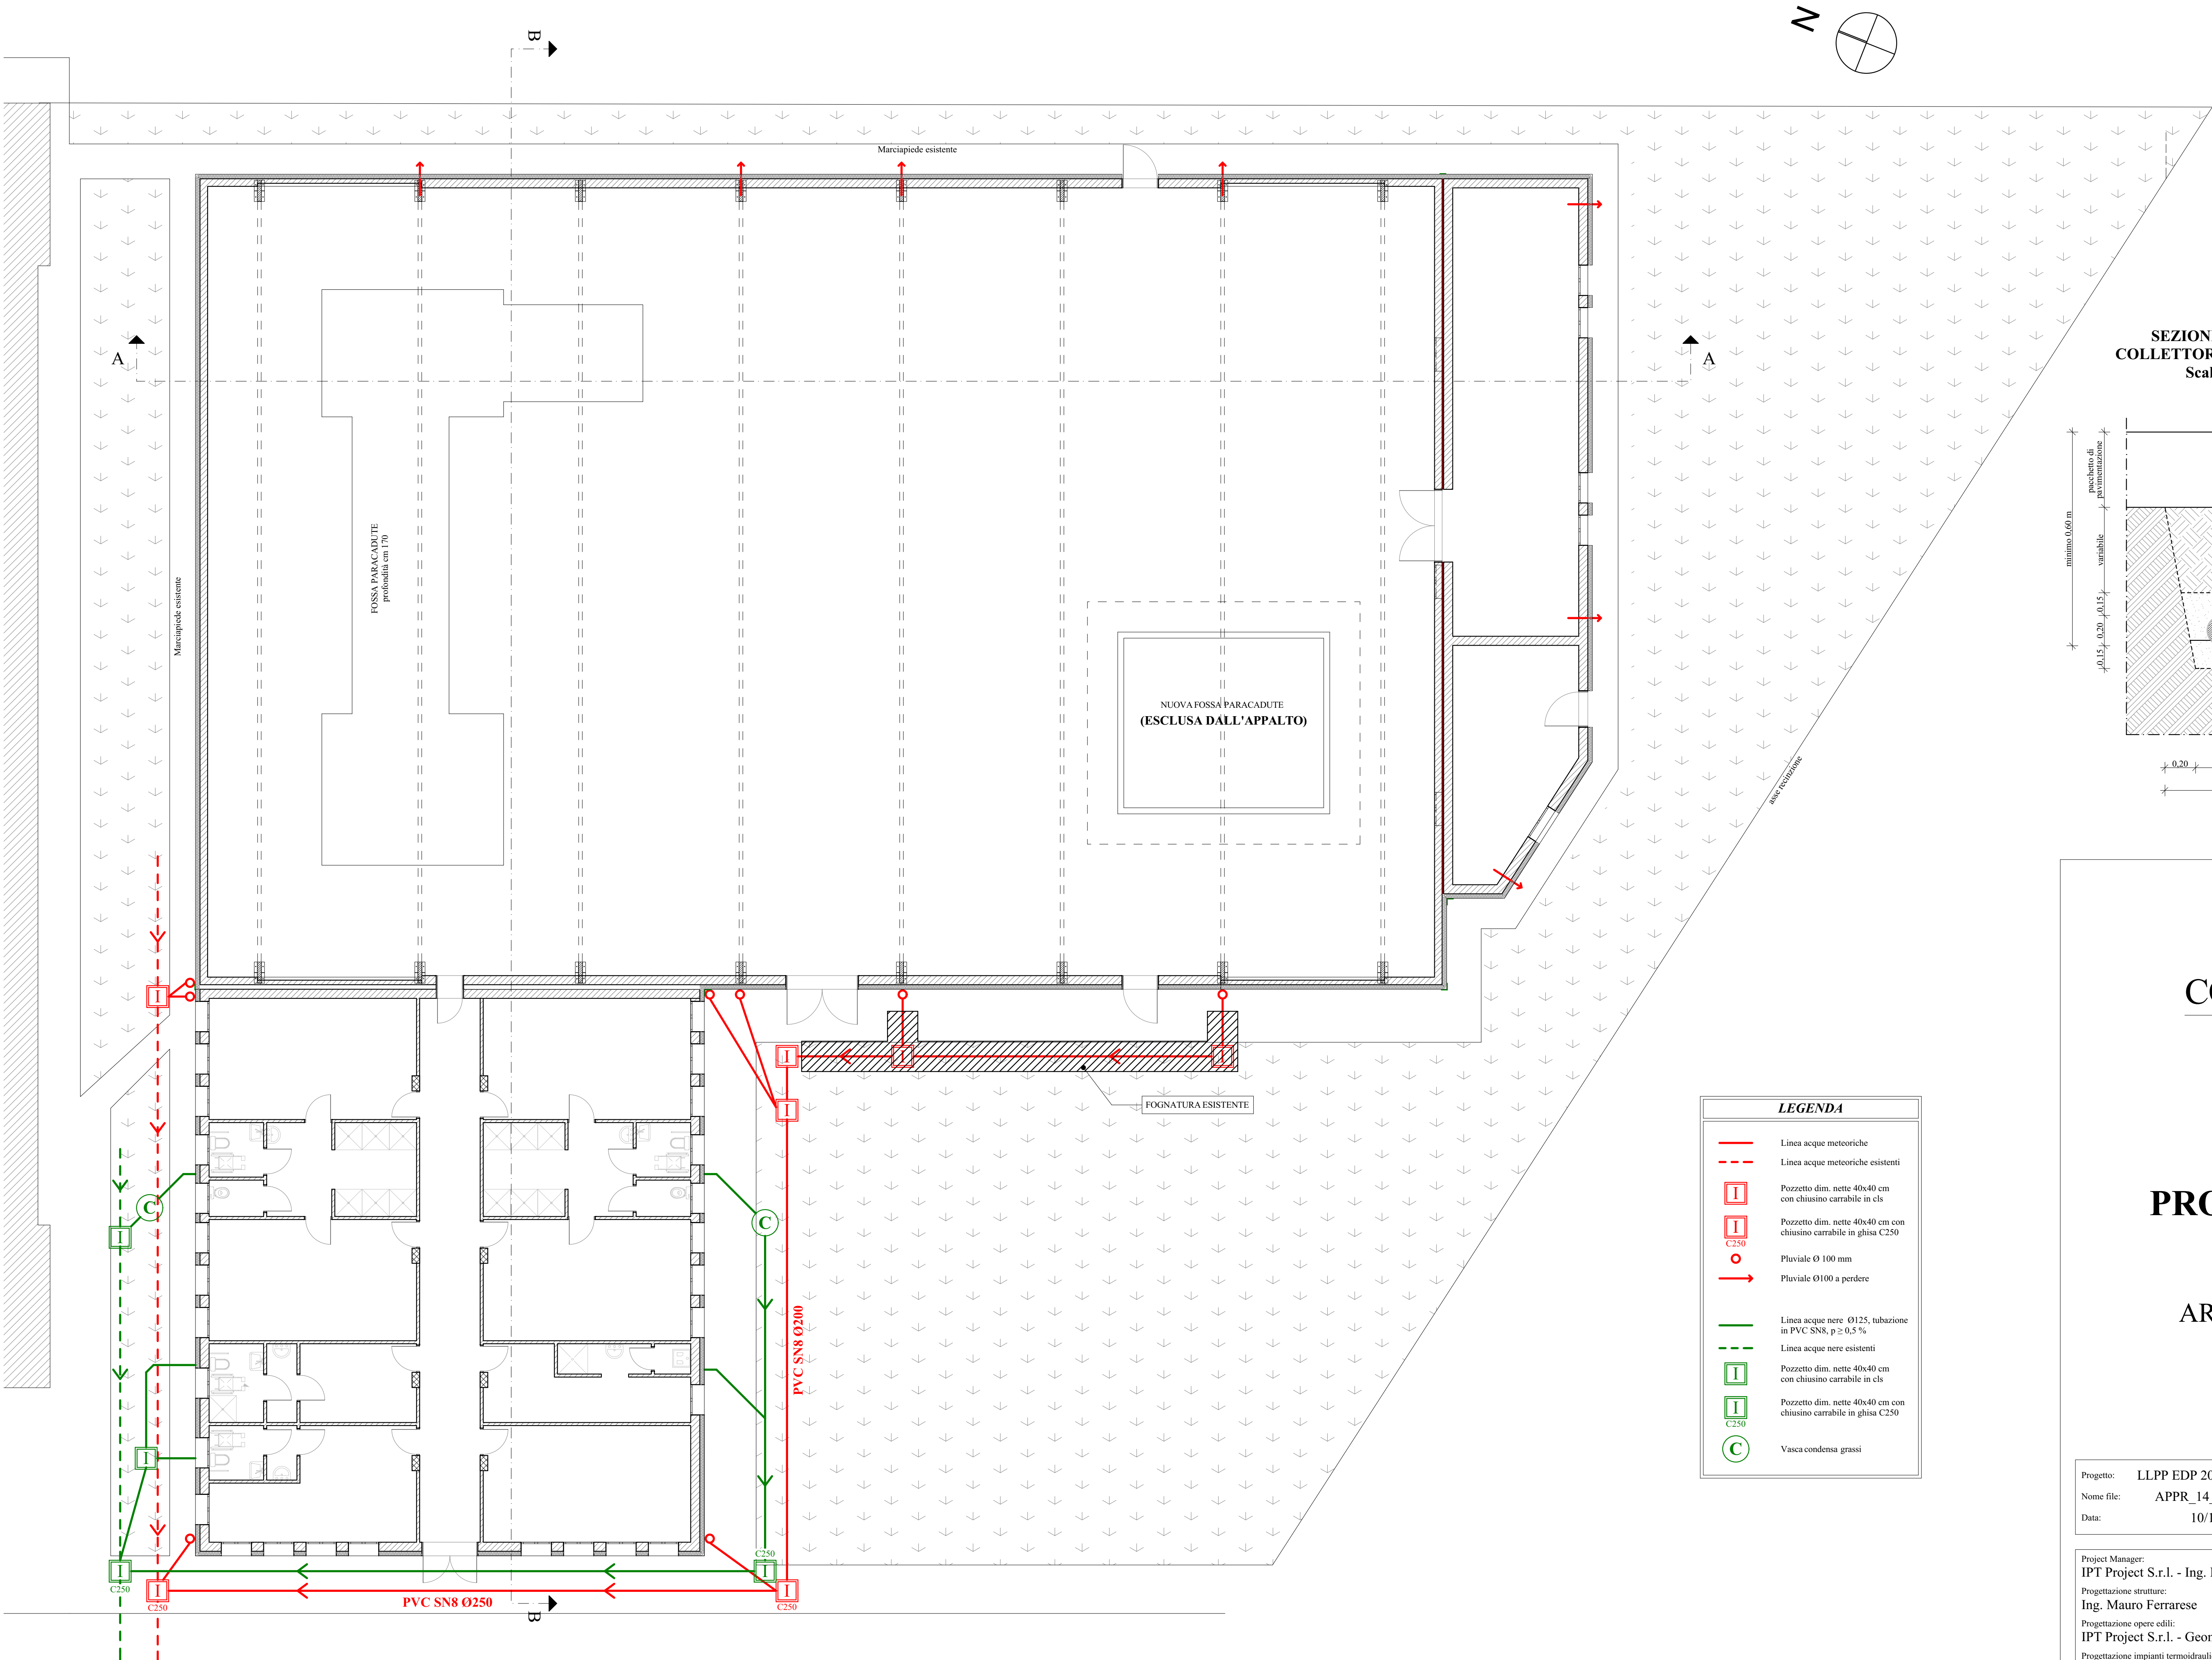 N
B
Marciapiede esistente
A
A
SEZION
COLLETTOR
Scal
pacchetto di
pavimentazione
minimo 0,60 m
variabile
0,15
0,20
0,15
0,20
FOSSA PARACADUTE
profondità cm 170
Marciapiede esistente
NUOVA FOSSA PARACADUTE
(ESCLUSA DALL'APPALTO)
asse recinzione
I
I
I
I
I
FOGNATURA ESISTENTE
C
C
I
I
PVC SN8 Ø200
I
C250
I
C250
I
C250
I
C250
PVC SN8 Ø250
B
LEGENDA
Linea acque meteoriche
Linea acque meteoriche esistenti
I
Pozzetto dim. nette 40x40 cm
con chiusino carrabile in cls
I
C250
Pozzetto dim. nette 40x40 cm con
chiusino carrabile in ghisa C250
Pluviale Ø 100 mm
Pluviale Ø100 a perdere
Linea acque nere Ø125, tubazione
in PVC SN8, p ≥ 0,5 %
Linea acque nere esistenti
I
Pozzetto dim. nette 40x40 cm
con chiusino carrabile in cls
I
C250
Pozzetto dim. nette 40x40 cm con
chiusino carrabile in ghisa C250
C
Vasca condensa grassi
CO
PRO
AR
Progetto: LLPP EDP 20
Nome file: APPR_14_
Data: 10/1
Project Manager:
IPT Project S.r.l. - Ing. 
Progettazione strutture:
Ing. Mauro Ferrarese
Progettazione opere edili:
IPT Project S.r.l. - Geon
Progettazione impianti termoidrauli